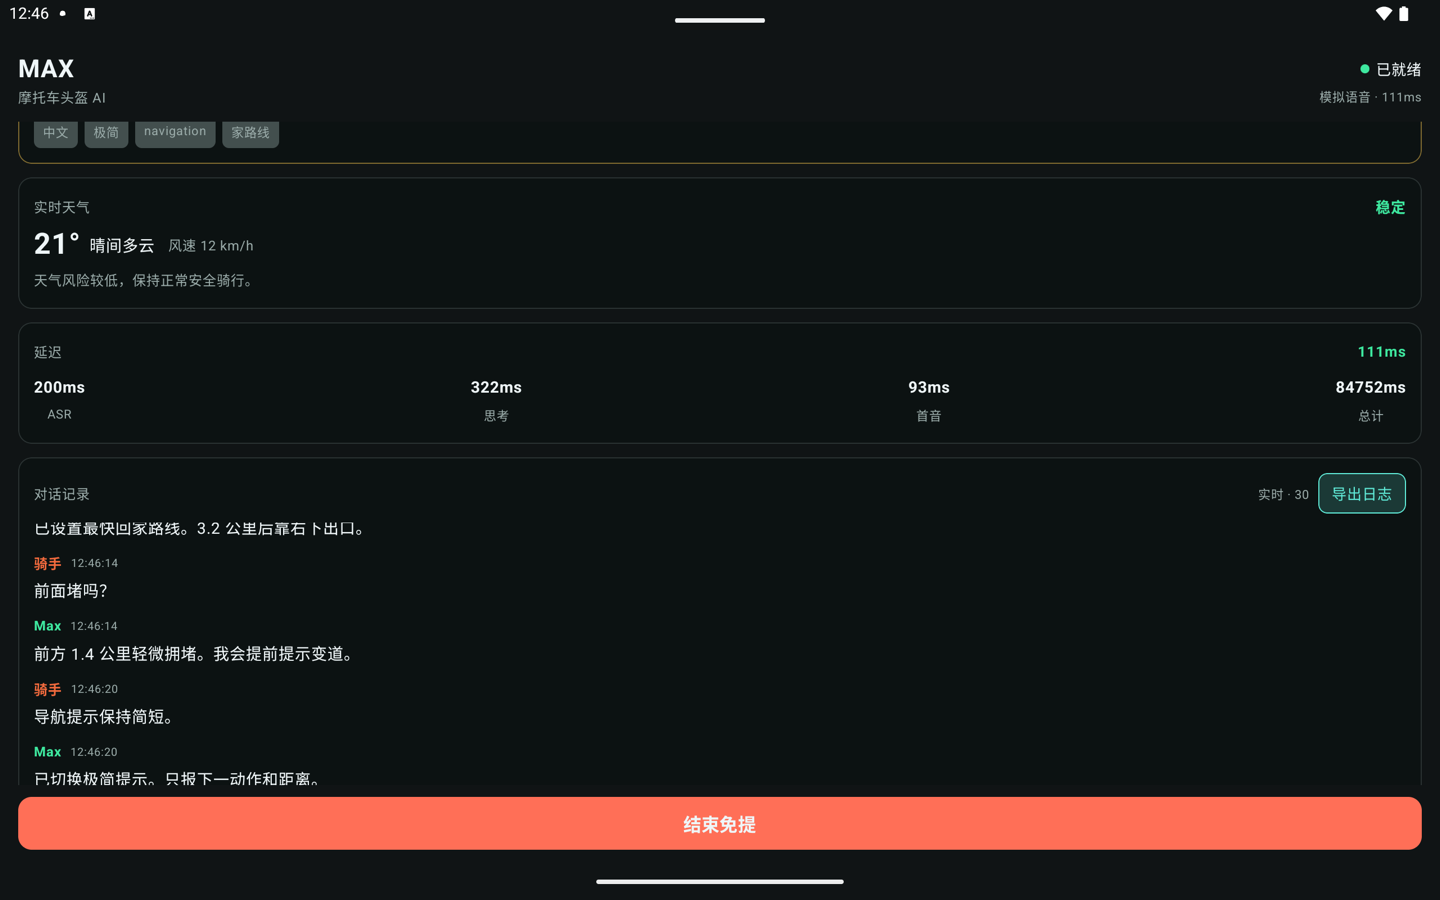 12:46
MAX
已就绪
摩托车头盔 AI
模拟语音 · 111ms
中文 极简 navigation 家路线
实时天气
稳定
21° 晴间多云 风速 12 km/h
天气风险较低，保持正常安全骑行。
延迟
111ms
200ms 322ms 93ms 84752ms
ASR 思考 首音 总计
对话记录
实时 · 30 导出日志
已设置最快回家路线。3.2 公里后靠右下出口。
骑手 12:46:14
前面堵吗？
Max 12:46:14
前方 1.4 公里轻微拥堵。我会提前提示变道。
骑手 12:46:20
导航提示保持简短。
Max 12:46:20
已切换极简提示。只报下一动作和距离。
结束免提